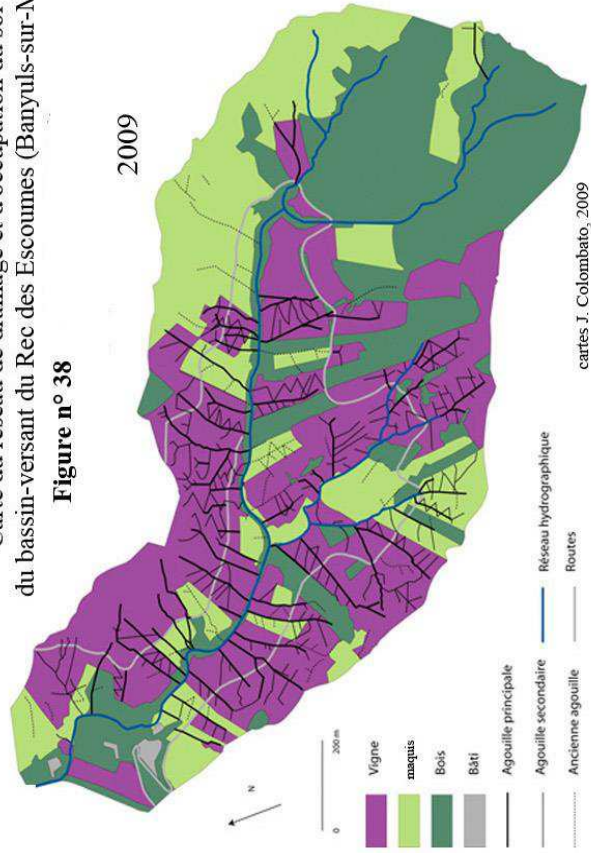 du bassin-versant du Rec des Escoumes (Banyuls-sur-M
Figure n° 38
2009
N
0 200 m
Vigne
maquis
Bois
Bâti
Agouille principale
Agouille secondaire
Ancienne agouille
Réseau hydrographique
Routes
cartes J. Colombato, 2009